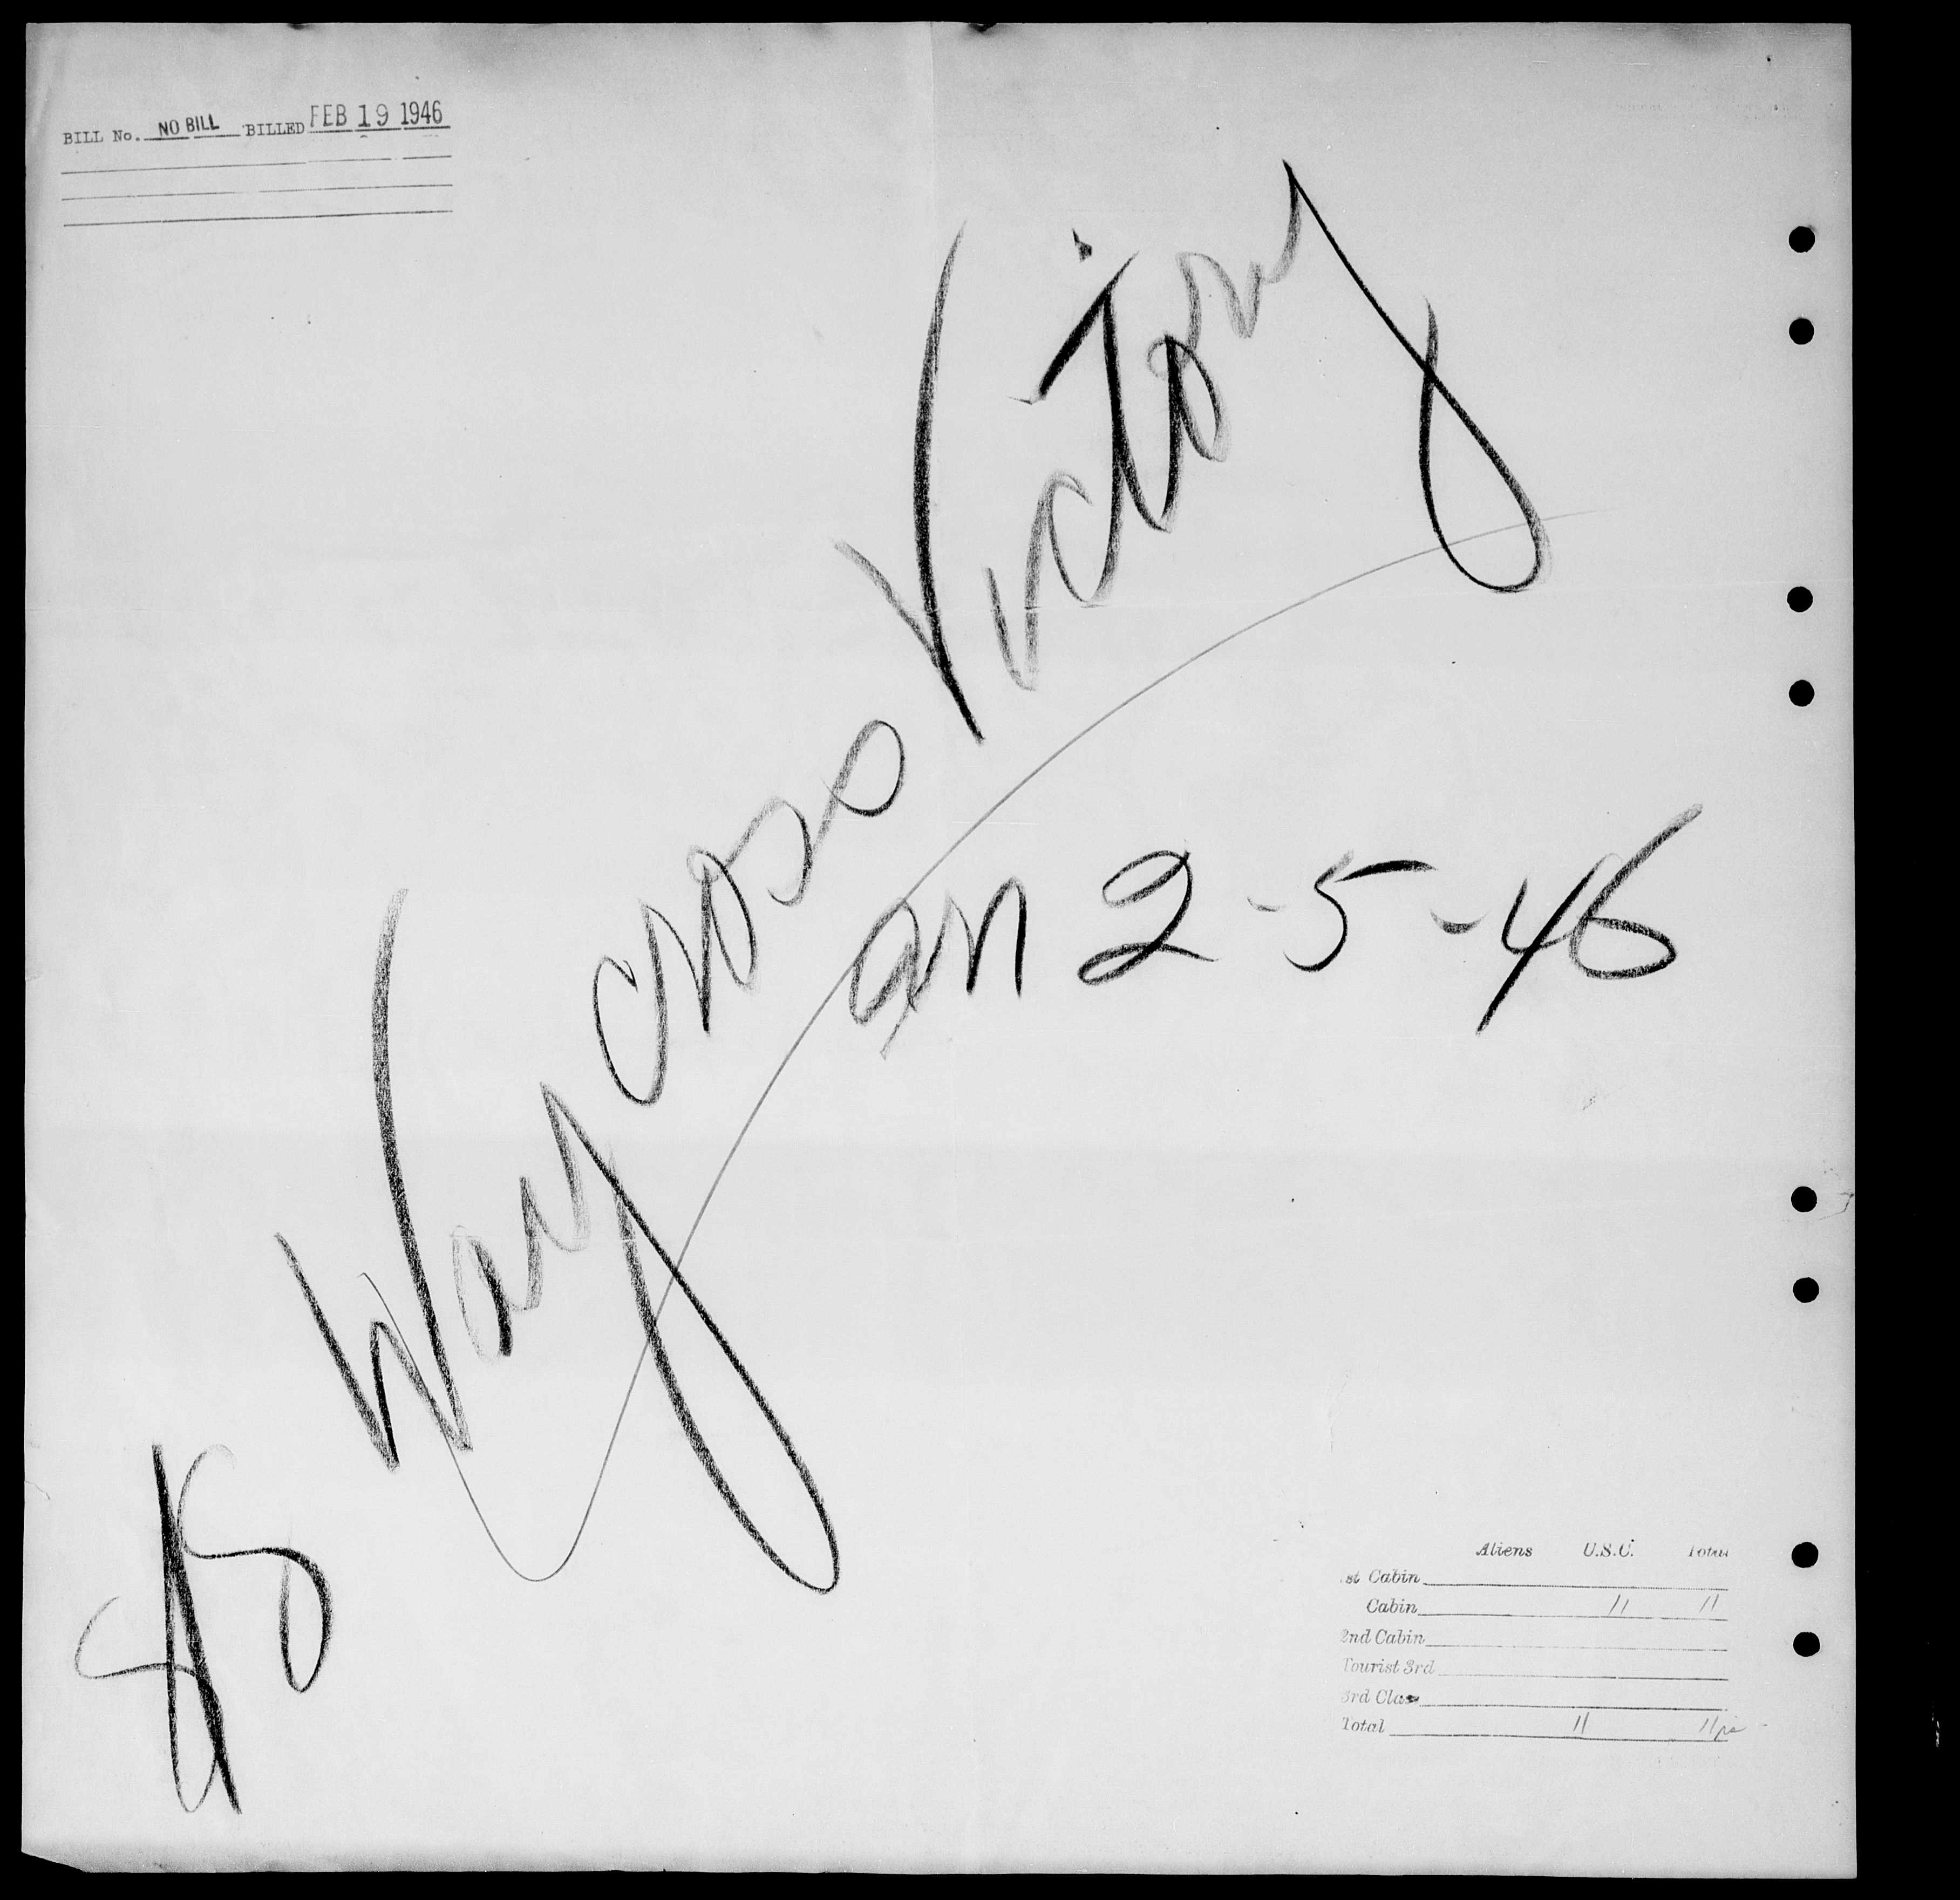 BILL No. NO BILL BILLED FEB 19 1946
SS Waycross Victory
arr 2-5-46
Aliens U.S.C. Total
st Cabin
Cabin 11 11
2nd Cabin
Tourist 3rd
3rd Class
Total 11 11